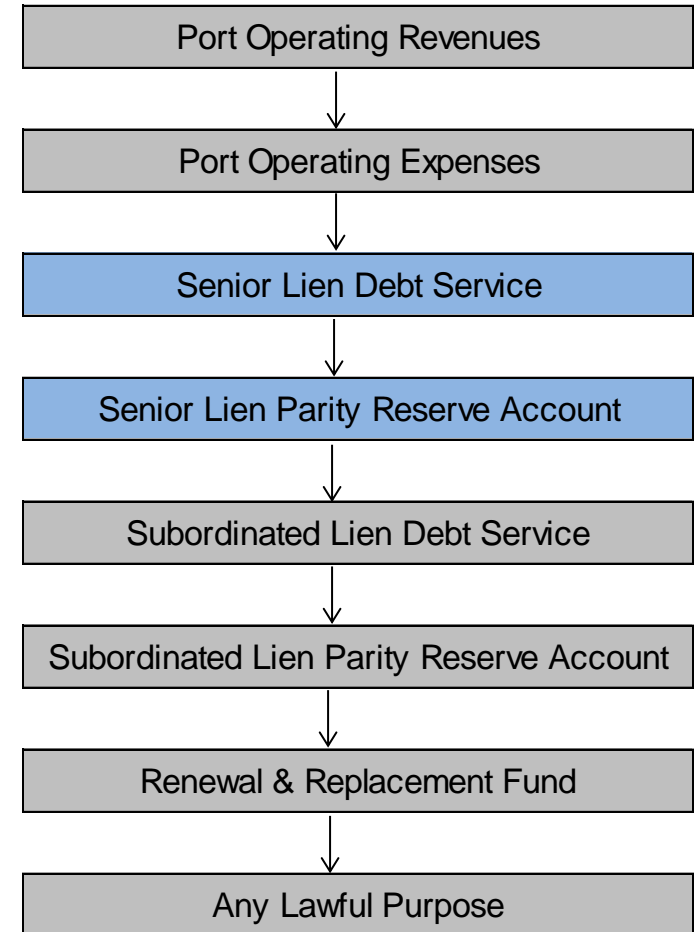 Port Operating Revenues
Port Operating Expenses
Senior Lien Debt Service
Senior Lien Parity Reserve Account
Subordinated Lien Debt Service
Subordinated Lien Parity Reserve Account
Renewal & Replacement Fund
Any Lawful Purpose